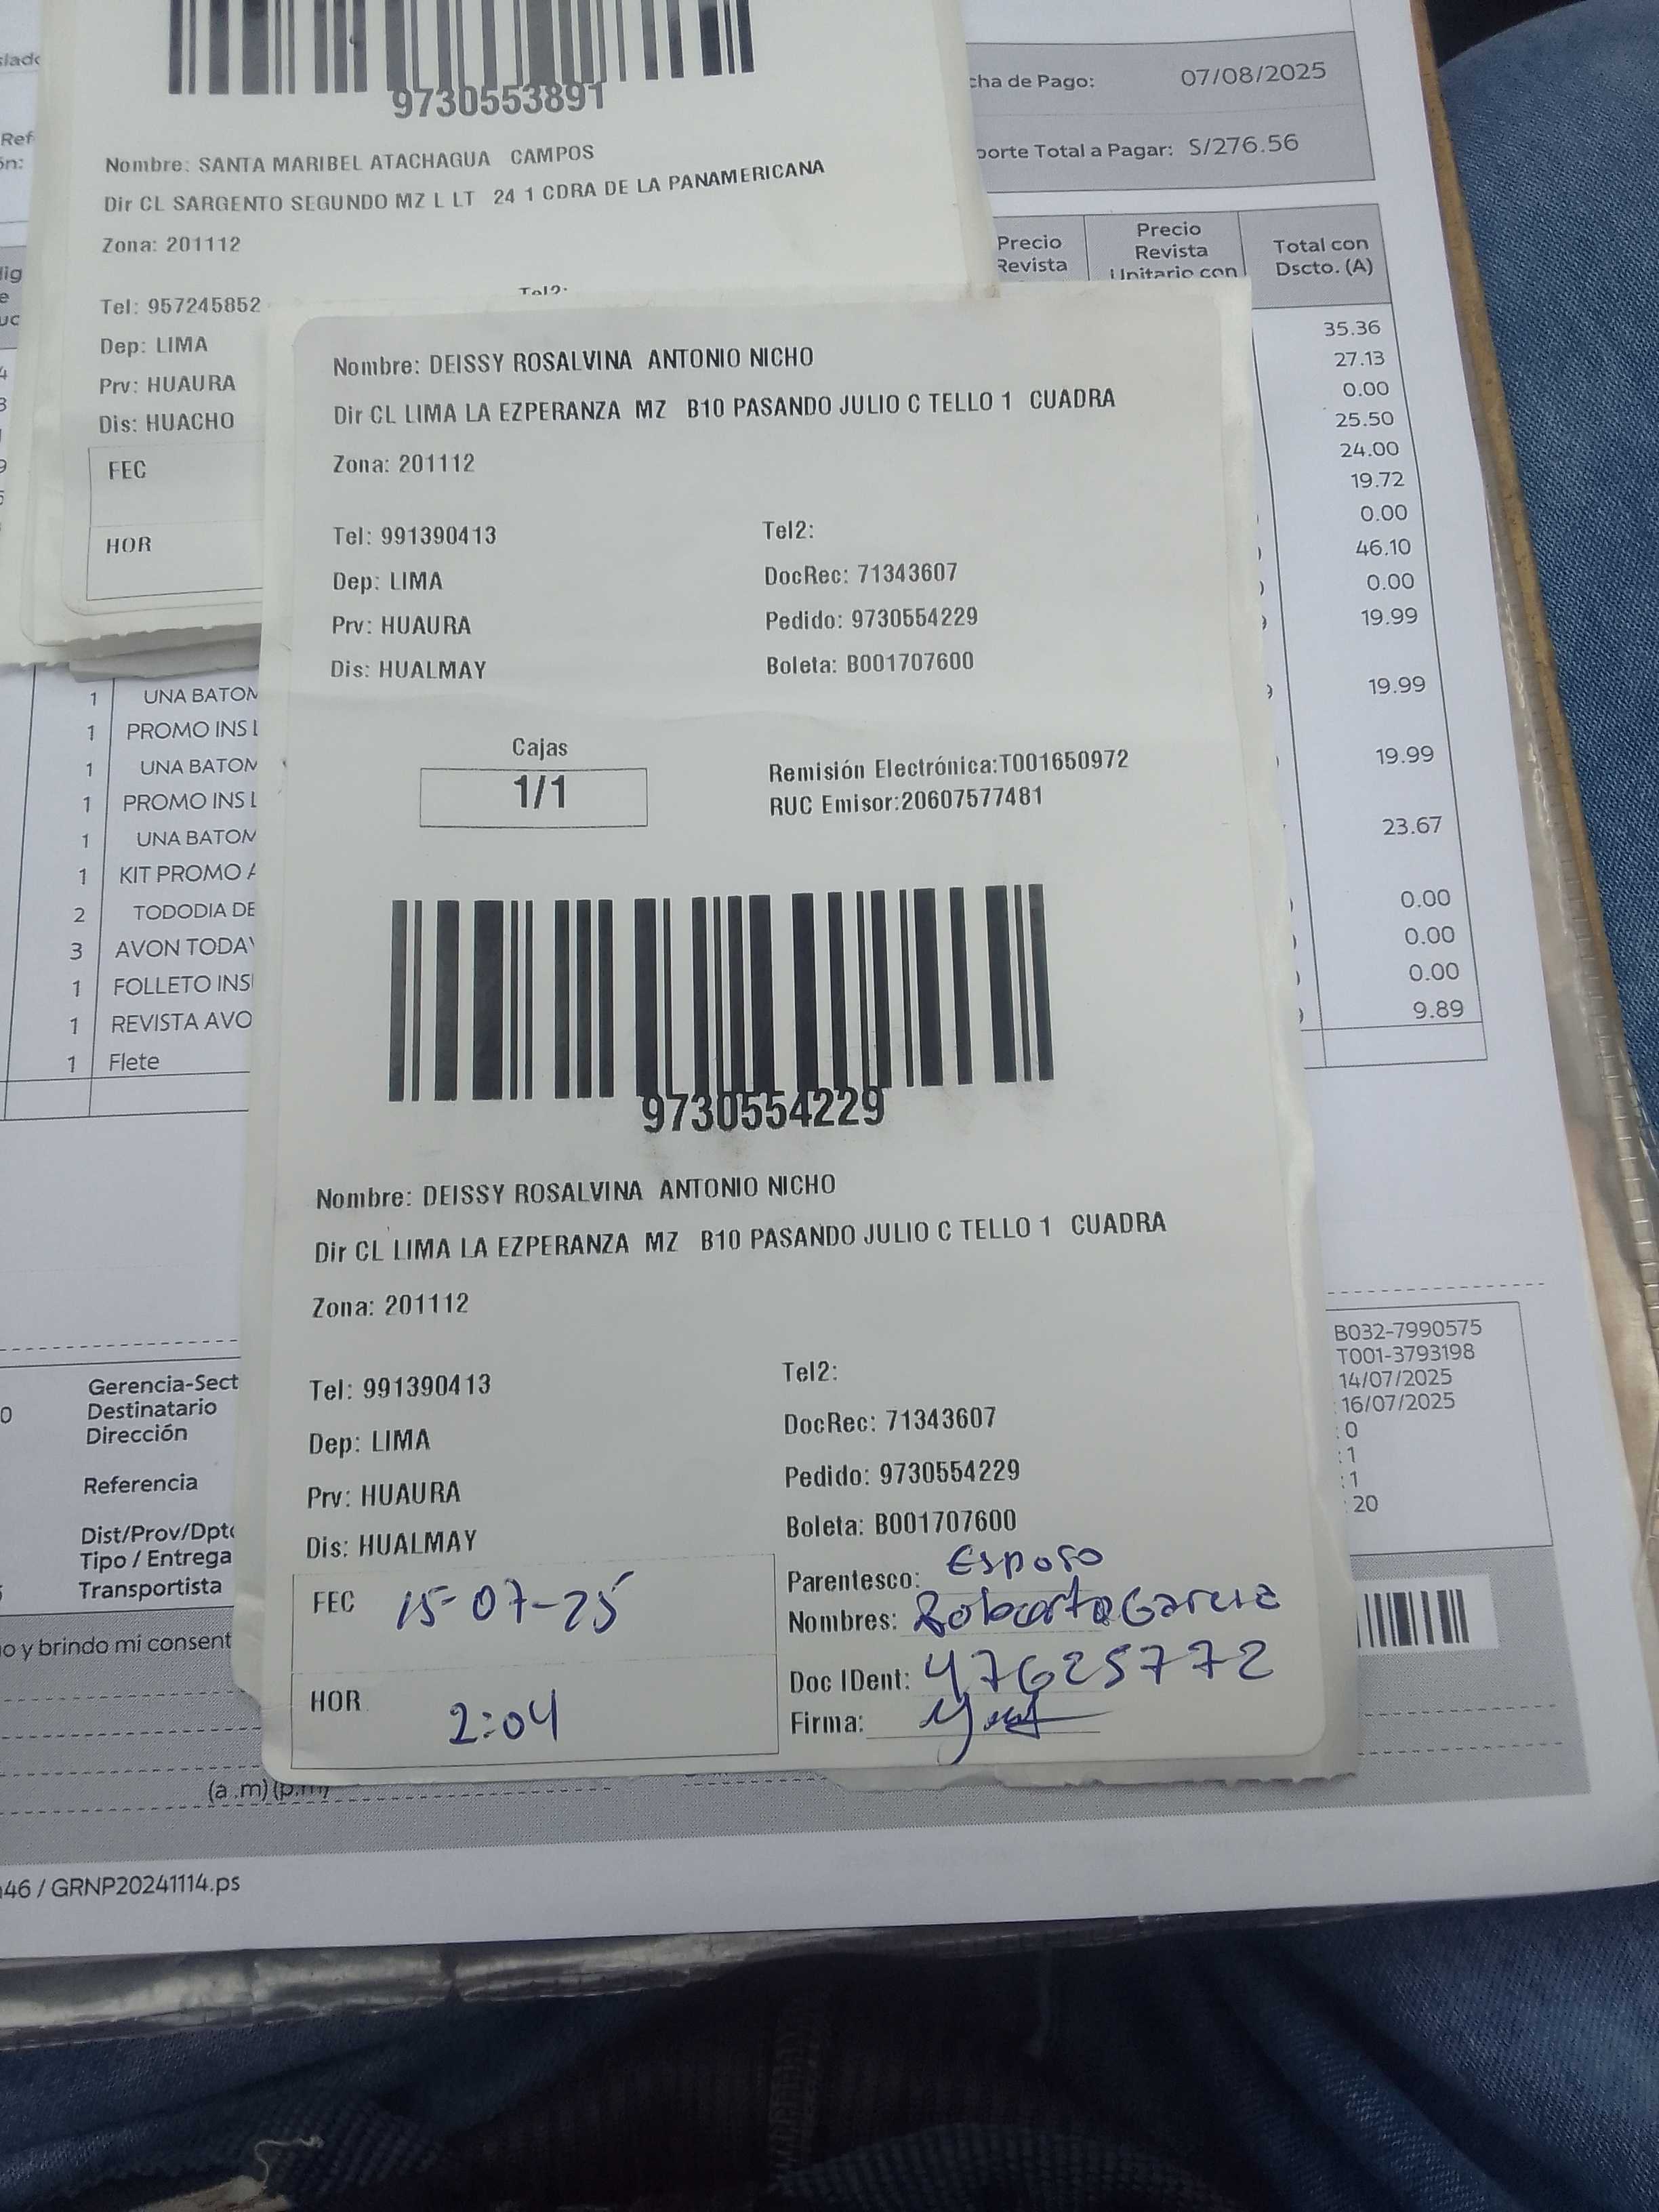 9730553891
Nombre: SANTA MARIBEL ATACHAGUA CAMPOS
Dir CL SARGENTO SEGUNDO MZ L LT 24 1 CDRA DE LA PANAMERICANA
Zona: 201112
Tel: 957245852
Tel2:
Dep: LIMA
Prv: HUAURA
Dis: HUACHO
FEC
HOR
de Pago: 07/08/2025
Total a Pagar: S/276.56
Precio
Revista
Precio
Revista
Unitario con
Total con
Dscto. (A)
35.36
27.13
0.00
25.50
24.00
19.72
0.00
46.10
0.00
19.99
19.99
19.99
23.67
0.00
0.00
0.00
9.89
Nombre: DEISSY ROSALVINA ANTONIO NICHO
Dir CL LIMA LA EZPERANZA MZ B10 PASANDO JULIO C TELLO 1 CUADRA
Zona: 201112
Tel: 991390413 Tel2:
Dep: LIMA DocRec: 71343607
Prv: HUAURA Pedido: 9730554229
Dis: HUALMAY Boleta: B001707600
Cajas
1/1
Remisión Electrónica:T001650972
RUC Emisor:20607577481
9730554229
Nombre: DEISSY ROSALVINA ANTONIO NICHO
Dir CL LIMA LA EZPERANZA MZ B10 PASANDO JULIO C TELLO 1 CUADRA
Zona: 201112
Tel: 991390413 Tel2:
Dep: LIMA DocRec: 71343607
Prv: HUAURA Pedido: 9730554229
Dis: HUALMAY Boleta: B001707600
FEC 15-07-25
HOR 2:04
Parentesco: Esposo
Nombres: Roberto Garcia
Doc IDent: 47625772
Firma:
1 UNA BATOM
1 PROMO INS
1 UNA BATOM
1 PROMO INS
1 UNA BATOM
1 KIT PROMO
2 TODODIA DE
3 AVON TODAY
1 FOLLETO INS
1 REVISTA AVO
1 Flete
Gerencia-Sect
Destinatario
Dirección
Referencia
Dist/Prov/Dpto
Tipo / Entrega
Transportista
B032-7990575
T001-3793198
14/07/2025
16/07/2025
: 0
: 1
: 1
: 20
o y brindo mi consent
(a .m) (p.m)
46 / GRNP20241114.ps